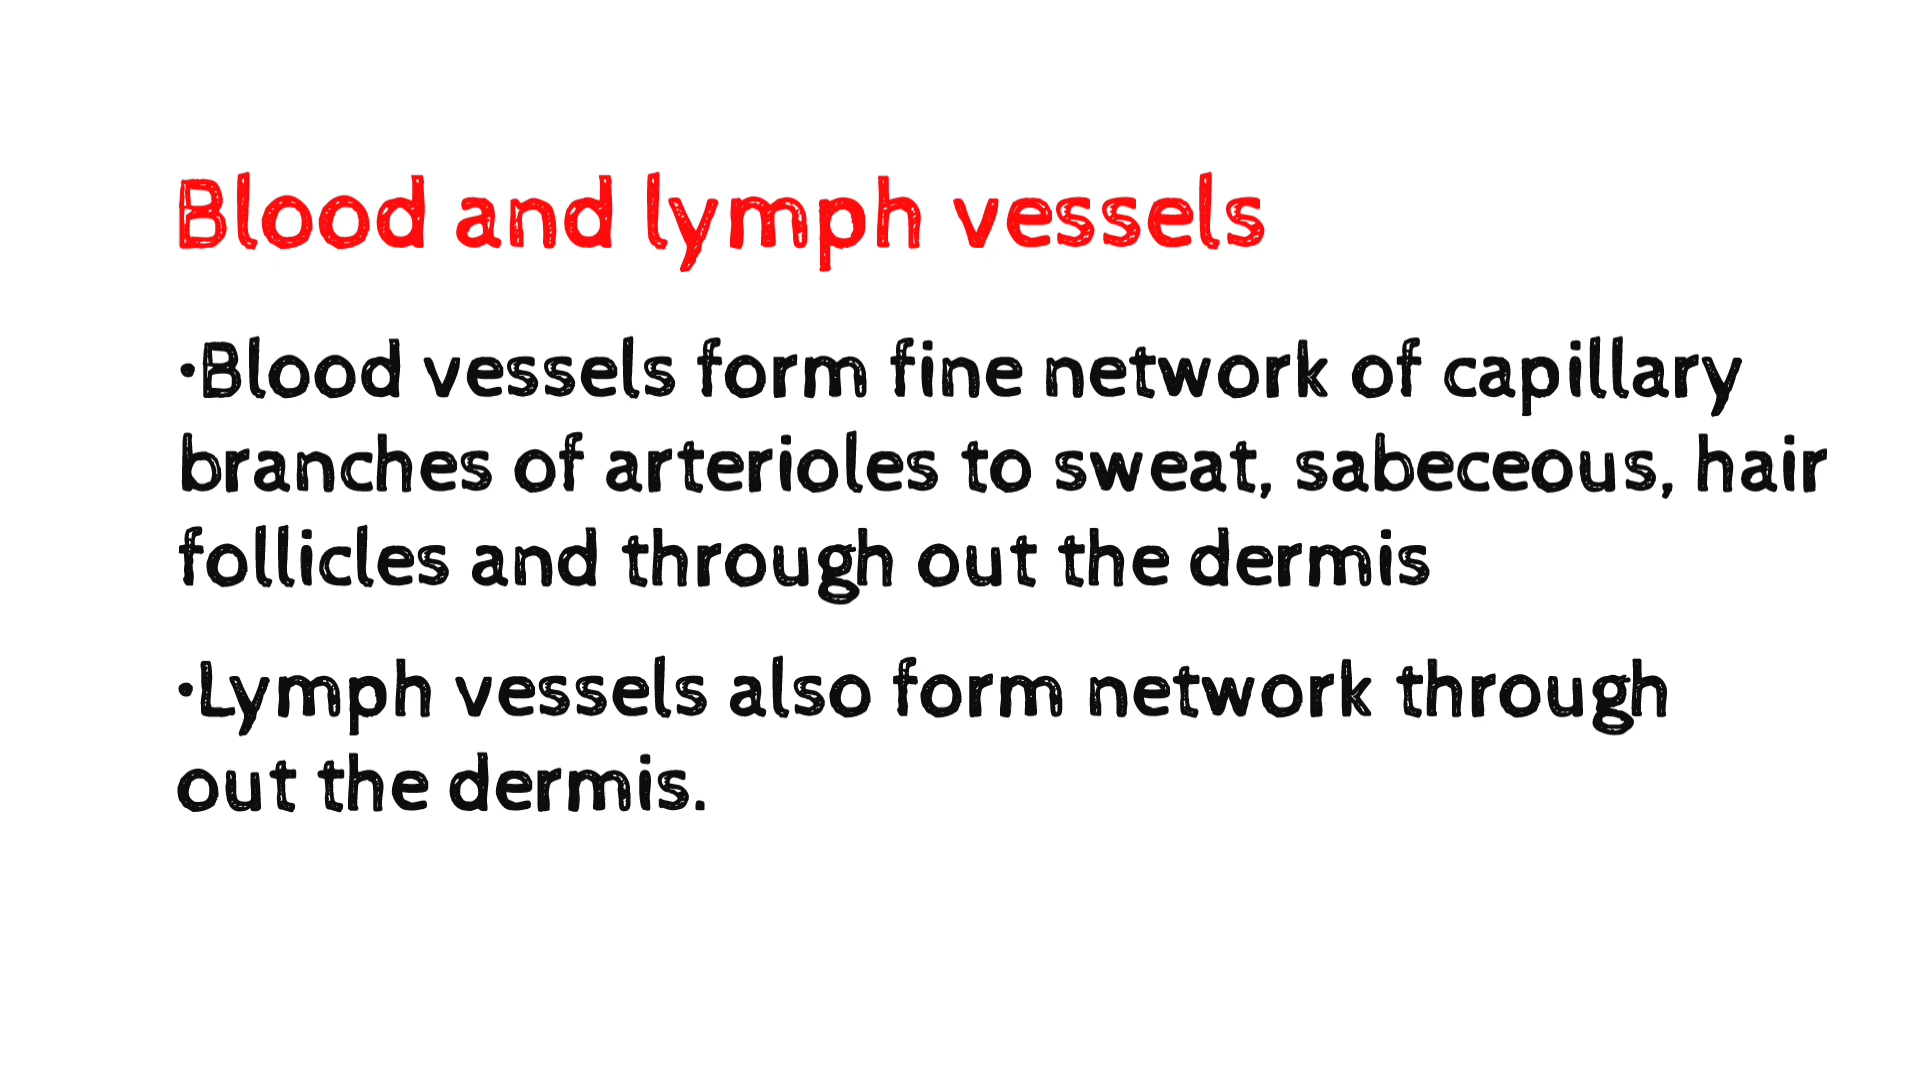 Blood and lymph vessels
•Blood vessels form fine network of capillary
branches of arterioles to sweat, sabeceous, hair
follicles and through out the dermis
•Lymph vessels also form network through
out the dermis.